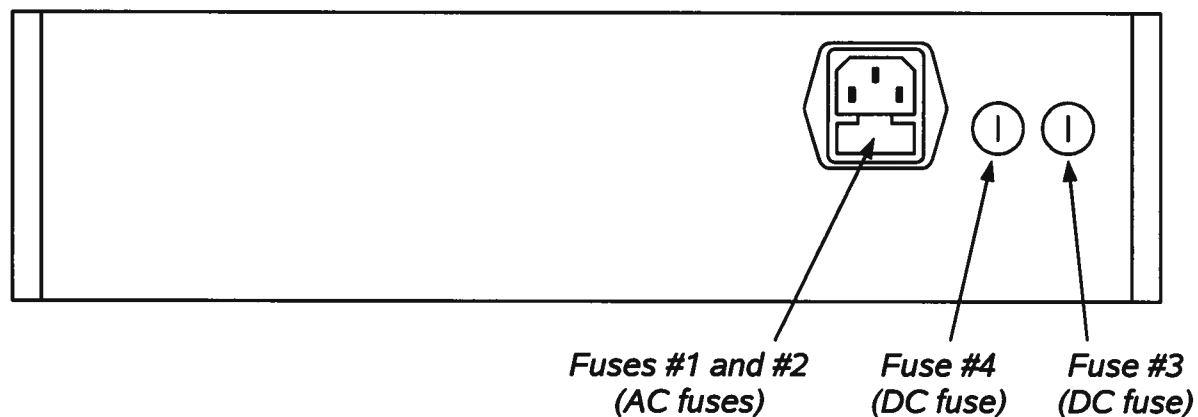 Fuses #1 and #2
(AC fuses)
Fuse #4
(DC fuse)
Fuse #3
(DC fuse)